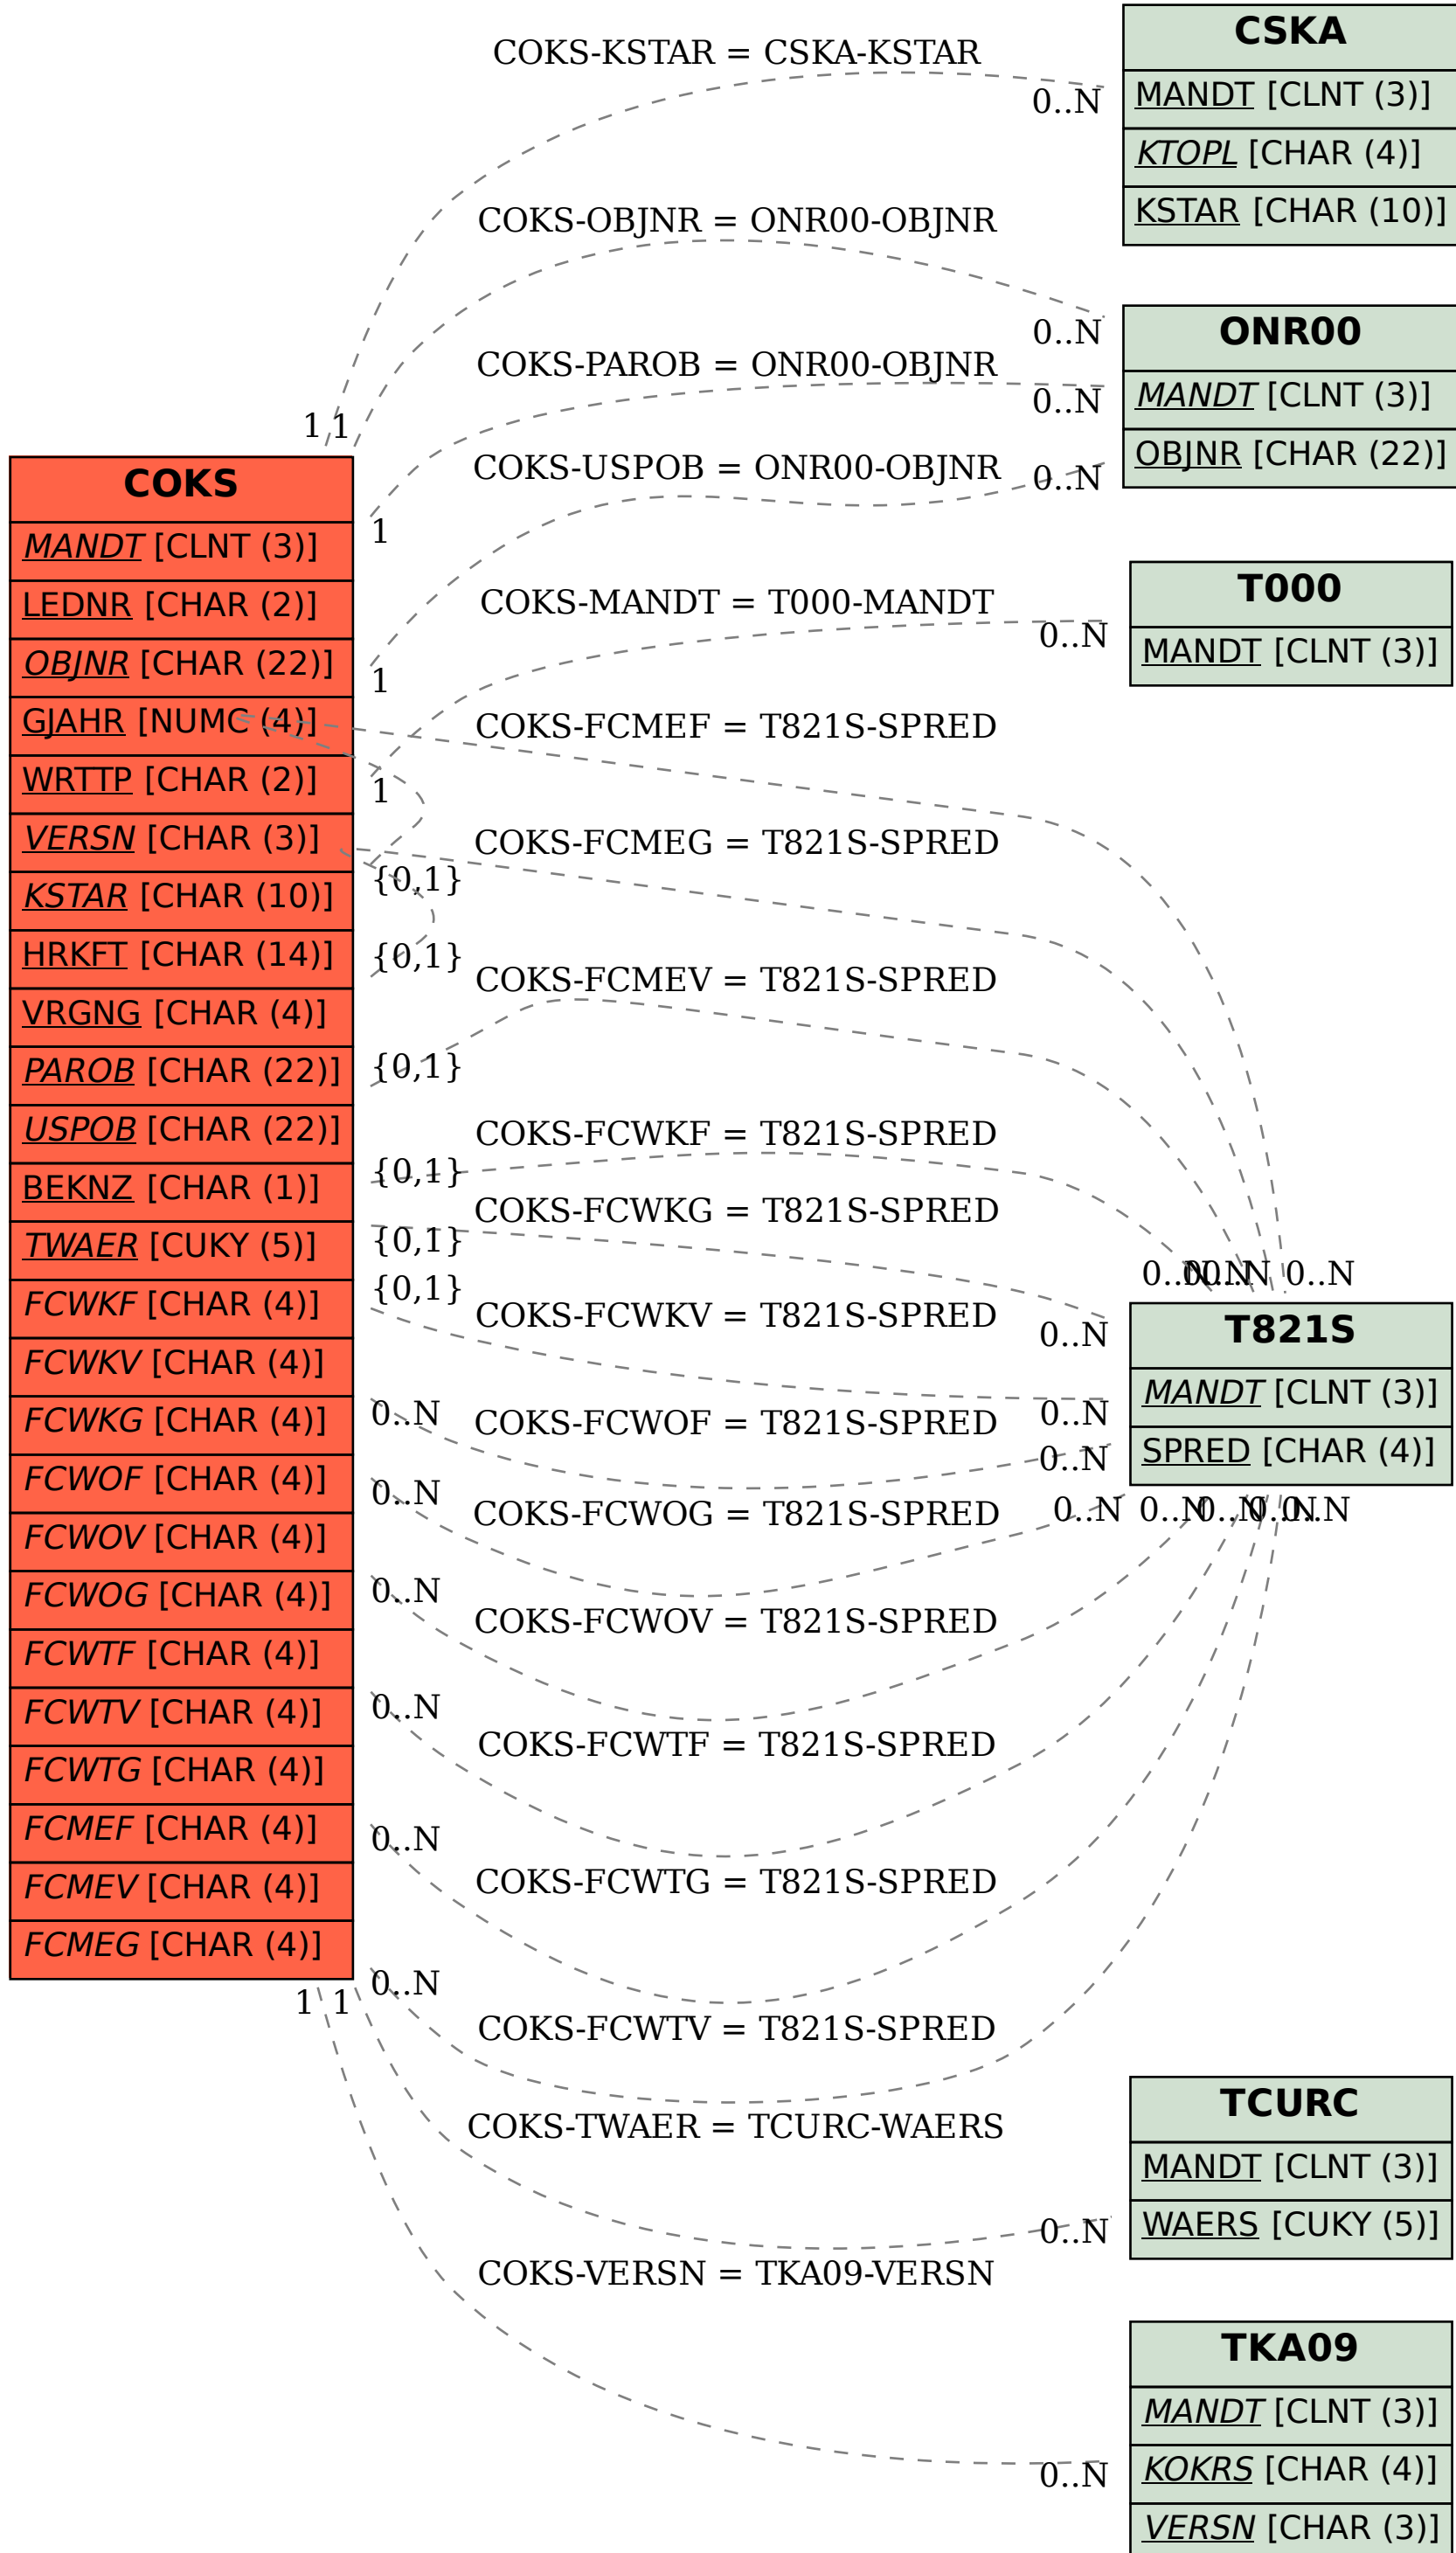 COKS
MANDT [CLNT (3)]
LEDNR [CHAR (2)]
OBJNR [CHAR (22)]
GJAHR [NUMC (4)]
WRTTP [CHAR (2)]
VERSN [CHAR (3)]
KSTAR [CHAR (10)]
HRKFT [CHAR (14)]
VRGNG [CHAR (4)]
PAROB [CHAR (22)]
USPOB [CHAR (22)]
BEKNZ [CHAR (1)]
TWAER [CUKY (5)]
FCWKF [CHAR (4)]
FCWKV [CHAR (4)]
FCWKG [CHAR (4)]
FCWOF [CHAR (4)]
FCWOV [CHAR (4)]
FCWOG [CHAR (4)]
FCWTF [CHAR (4)]
FCWTV [CHAR (4)]
FCWTG [CHAR (4)]
FCMEF [CHAR (4)]
FCMEV [CHAR (4)]
FCMEG [CHAR (4)]
COKS-KSTAR = CSKA-KSTAR
1
0..N
COKS-OBJNR = ONR00-OBJNR
1
0..N
COKS-PAROB = ONR00-OBJNR
1
0..N
COKS-USPOB = ONR00-OBJNR
1
0..N
COKS-MANDT = T000-MANDT
1
0..N
COKS-FCMEF = T821S-SPRED
{0,1}
0..N
COKS-FCMEG = T821S-SPRED
{0,1}
0..N
COKS-FCMEV = T821S-SPRED
{0,1}
0..N
COKS-FCWKF = T821S-SPRED
{0,1}
0..N
COKS-FCWKG = T821S-SPRED
{0,1}
0..N
COKS-FCWKV = T821S-SPRED
{0,1}
0..N
COKS-FCWOF = T821S-SPRED
0..N
0..N
COKS-FCWOG = T821S-SPRED
0..N
0..N
COKS-FCWOV = T821S-SPRED
0..N
0..N
COKS-FCWTF = T821S-SPRED
0..N
0..N
COKS-FCWTG = T821S-SPRED
0..N
0..N
COKS-FCWTV = T821S-SPRED
0..N
0..N
COKS-TWAER = TCURC-WAERS
1
0..N
COKS-VERSN = TKA09-VERSN
1
0..N
CSKA
MANDT [CLNT (3)]
KTOPL [CHAR (4)]
KSTAR [CHAR (10)]
ONR00
MANDT [CLNT (3)]
OBJNR [CHAR (22)]
T000
MANDT [CLNT (3)]
T821S
MANDT [CLNT (3)]
SPRED [CHAR (4)]
TCURC
MANDT [CLNT (3)]
WAERS [CUKY (5)]
TKA09
MANDT [CLNT (3)]
KOKRS [CHAR (4)]
VERSN [CHAR (3)]